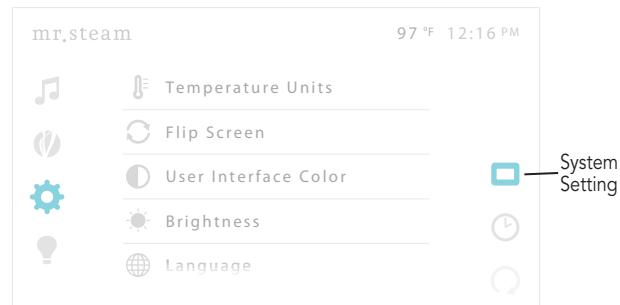 mr.steam 97 °F 12:16 PM
Temperature Units
Flip Screen
User Interface Color
System
Setting
Brightness
Language